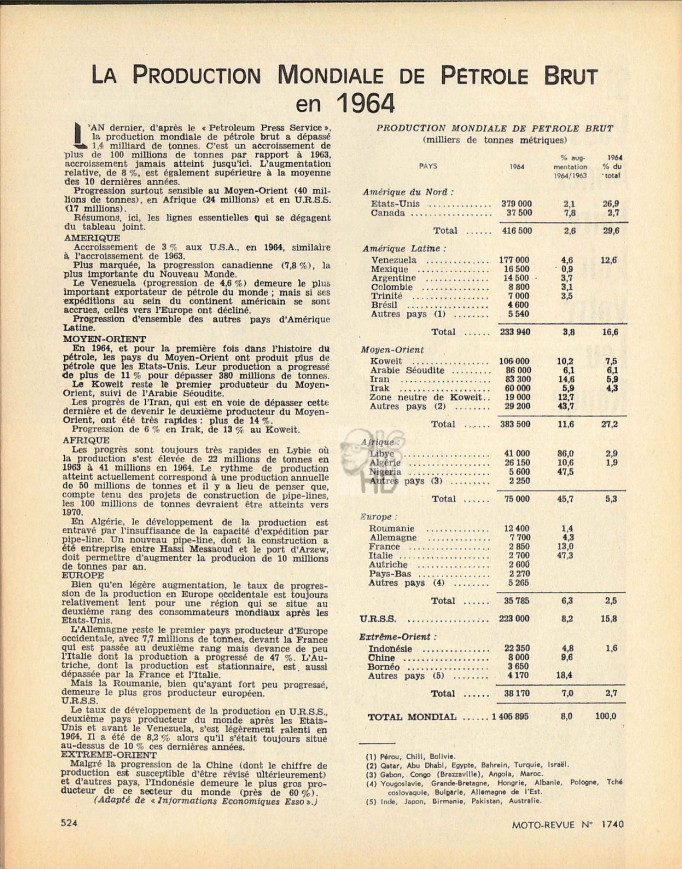 LA PRODUCTION MONDIALE DE PÉTROLE BRUT
en 1964
L'AN dernier, d'après le « Petroleum Press Service »,
la production mondiale de pétrole brut a dépassé
1,4 milliard de tonnes. C'est un accroissement de
plus de 100 millions de tonnes par rapport à 1963,
accroissement jamais atteint jusqu'ici. L'augmentation
relative, de 8 %, est également supérieure à la moyenne
des 10 dernières années.
Progression surtout sensible au Moyen-Orient (40 mil-
lions de tonnes), en Afrique (24 millions) et en U.R.S.S.
(17 millions).
Résumons, ici, les lignes essentielles qui se dégagent
du tableau joint.
AMERIQUE
Accroissement de 3 % aux U.S.A., en 1964, similaire
à l'accroissement de 1963.
Plus marquée, la progression canadienne (7,8 %), la
plus importante du Nouveau Monde.
Le Venezuela (progression de 4,6 %) demeure le plus
important exportateur de pétrole du monde ; mais si ses
expéditions au sein du continent américain se sont
accrues, celles vers l'Europe ont décliné.
Progression d'ensemble des autres pays d'Amérique
Latine.
MOYEN-ORIENT
En 1964, et pour la première fois dans l'histoire du
pétrole, les pays du Moyen-Orient ont produit plus de
pétrole que les Etats-Unis. Leur production a progressé
de plus de 11 % pour dépasser 380 millions de tonnes.
Le Koweit reste le premier producteur du Moyen-
Orient, suivi de l'Arabie Séoudite.
Les progrès de l'Iran, qui est en voie de dépasser cette
dernière et de devenir le deuxième producteur du Moyen-
Orient, ont été très rapides : plus de 14 %.
Progression de 6 % en Irak, de 13 % au Koweit.
AFRIQUE
Les progrès sont toujours très rapides en Lybie où
la production s'est élevée de 22 millions de tonnes en
1963 à 41 millions en 1964. Le rythme de production
atteint actuellement correspond à une production annuelle
de 50 millions de tonnes et il y a lieu de penser que,
compte tenu des projets de construction de pipe-lines,
les 100 millions de tonnes devraient être atteints vers
1970.
En Algérie, le développement de la production est
entravé par l'insuffisance de la capacité d'expédition par
pipe-line. Un nouveau pipe-line, dont la construction a
été entreprise entre Hassi Messaoud et le port d'Arzew,
doit permettre d'augmenter la producion de 10 millions
de tonnes par an.
EUROPE
Bien qu'en légère augmentation, le taux de progres-
sion de la production en Europe occidentale est toujours
relativement lent pour une région qui se situe au
deuxième rang des consommateurs mondiaux après les
Etats-Unis.
L'Allemagne reste le premier pays producteur d'Europe
occidentale, avec 7,7 millions de tonnes, devant la France
qui est passée au deuxième rang mais devance de peu
l'Italie dont la production a progressé de 47 %. L'Au-
triche, dont la production est stationnaire, est aussi
dépassée par la France et l'Italie.
Mais la Roumanie, bien qu'ayant fort peu progressé,
demeure le plus gros producteur européen.
U.R.S.S.
Le taux de développement de la production en U.R.S.S.,
deuxième pays producteur du monde après les Etats-
Unis et avant le Venezuela, s'est légèrement ralenti en
1964. Il a été de 8,2 % alors qu'il s'était toujours situé
au-dessus de 10 % ces dernières années.
EXTREME-ORIENT
Malgré la progression de la Chine (dont le chiffre de
production est susceptible d'être révisé ultérieurement)
et d'autres pays, l'Indonésie demeure le plus gros pro-
ducteur de ce secteur du monde (près de 60 %).
(Adapté de « Informations Economiques Esso ».)
PRODUCTION MONDIALE DE PETROLE BRUT
(milliers de tonnes métriques)
PAYS 1964 % aug-mentation 1964/1963 1964 % du total
Amérique du Nord :
Etats-Unis ............. 379 000 2,1 26,9
Canada ............... 37 500 7,8 2,7
Total ...... 416 500 2,6 29,6
Amérique Latine :
Venezuela ............. 177 000 4,6 12,6
Mexique .............. 16 500 0,9
Argentine ............. 14 500 3,7
Colombie ............. 8 800 3,1
Trinité ............... 7 000 3,5
Brésil ................ 4 600
Autres pays (1) ....... 5 540
Total ...... 233 940 3,8 16,6
Moyen-Orient
Koweit ............... 106 000 10,2 7,5
Arabie Séoudite ....... 86 000 6,1 6,1
Iran ................. 83 300 14,6 5,9
Irak ................. 60 000 5,9 4,3
Zone neutre de Koweit.. 19 000 12,7
Autres pays (2) ....... 29 200 43,7
Total ...... 383 500 11,6 27,2
Afrique :
Libye ................ 41 000 86,0 2,9
Algérie ............... 26 150 10,6 1,9
Nigeria .............. 5 600 47,5
Autres pays (3) ....... 2 250
Total ..... 75 000 45,7 5,3
Europe :
Roumanie ............. 12 400 1,4
Allemagne ............ 7 700 4,3
France ............... 2 850 13,0
Italie ................ 2 700 47,3
Autriche ............. 2 600
Pays-Bas ............. 2 270
Autres pays (4) ....... 5 265
Total ...... 35 785 6,3 2,5
U.R.S.S. ................ 223 000 8,2 15,8
Extrême-Orient :
Indonésie ............. 22 350 4,8 1,6
Chine ................ 8 000 9,6
Bornéo ............... 3 650
Autres pays (5) ....... 4 170 18,4
Total ...... 38 170 7,0 2,7
TOTAL MONDIAL ...... 1 405 895 8,0 100,0
(1) Pérou, Chili, Bolivie.
(2) Qatar, Abu Dhabi, Egypte, Bahrein, Turquie, Israël.
(3) Gabon, Congo (Brazzaville), Angola, Maroc.
(4) Yougoslavie, Grande-Bretagne, Hongrie, Albanie, Pologne, Tché
coslovaquie, Bulgarie, Allemagne de l'Est.
(5) Inde, Japon, Birmanie, Pakistan, Australie.
524
MOTO-REVUE N° 1740